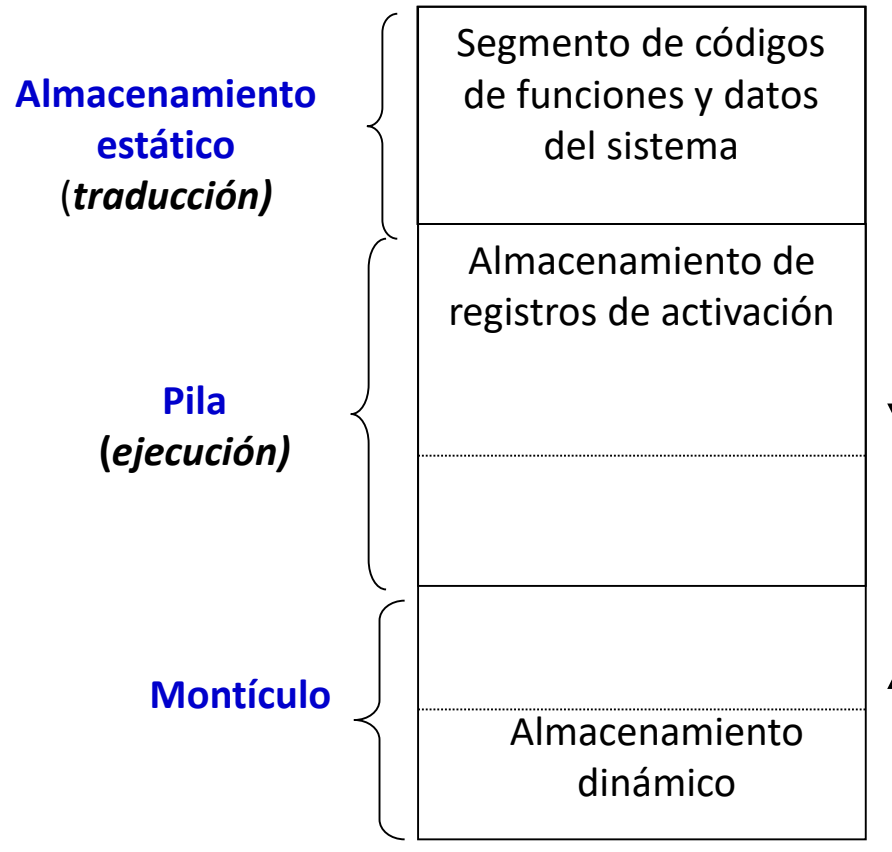 Segmento de códigos
de funciones y datos
del sistema
Almacenamiento
estático
(traducción)
Almacenamiento de
registros de activación
Pila
(ejecución)
Montículo
Almacenamiento
dinámico